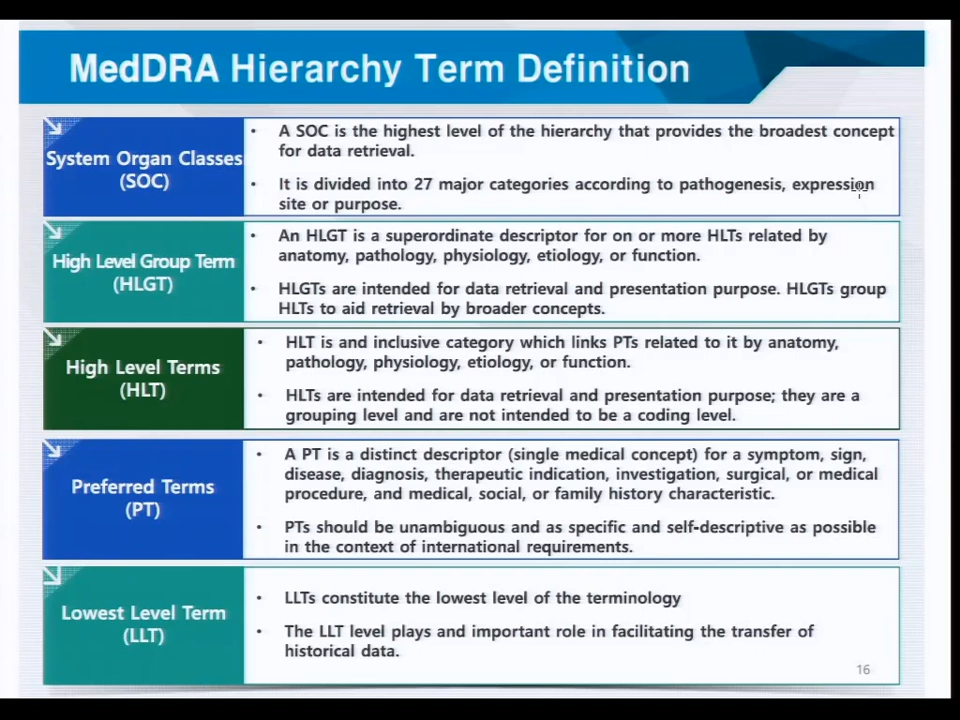 MedDRA Hierarchy Term Definition
System Organ Classes
(SOC)
• A SOC is the highest level of the hierarchy that provides the broadest concept
for data retrieval.
• It is divided into 27 major categories according to pathogenesis, expression
site or purpose.
High Level Group Term
(HLGT)
• An HLGT is a superordinate descriptor for on or more HLTs related by
anatomy, pathology, physiology, etiology, or function.
• HLGTs are intended for data retrieval and presentation purpose. HLGTs group
HLTs to aid retrieval by broader concepts.
High Level Terms
(HLT)
• HLT is and inclusive category which links PTs related to it by anatomy,
pathology, physiology, etiology, or function.
• HLTs are intended for data retrieval and presentation purpose; they are a
grouping level and are not intended to be a coding level.
Preferred Terms
(PT)
• A PT is a distinct descriptor (single medical concept) for a symptom, sign,
disease, diagnosis, therapeutic indication, investigation, surgical, or medical
procedure, and medical, social, or family history characteristic.
• PTs should be unambiguous and as specific and self-descriptive as possible
in the context of international requirements.
Lowest Level Term
(LLT)
• LLTs constitute the lowest level of the terminology
• The LLT level plays and important role in facilitating the transfer of
historical data.
16